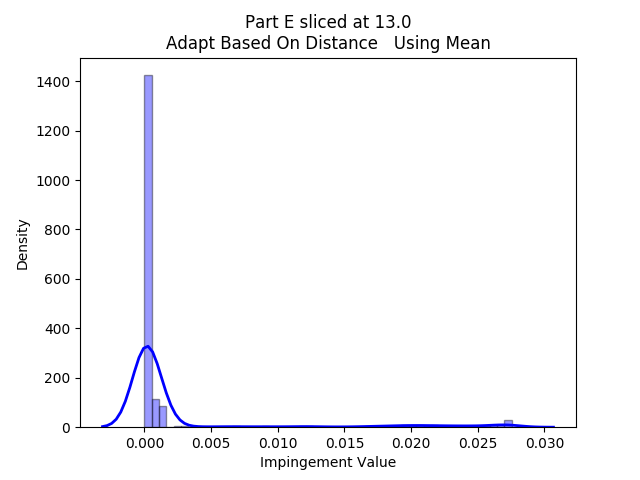 Part E sliced at 13.0
Adapt Based On Distance   Using Mean
1400
1200
1000
800
600
400
200
0
Density
0.000 0.005 0.010 0.015 0.020 0.025 0.030
Impingement Value